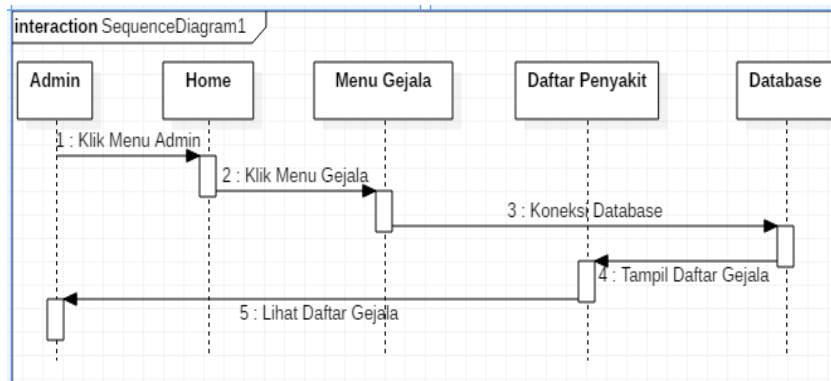 interaction SequenceDiagram1
Admin
Home
Menu Gejala
Daftar Penyakit
Database
1 : Klik Menu Admin
2 : Klik Menu Gejala
3 : Koneksi Database
4 : Tampil Daftar Gejala
5 : Lihat Daftar Gejala